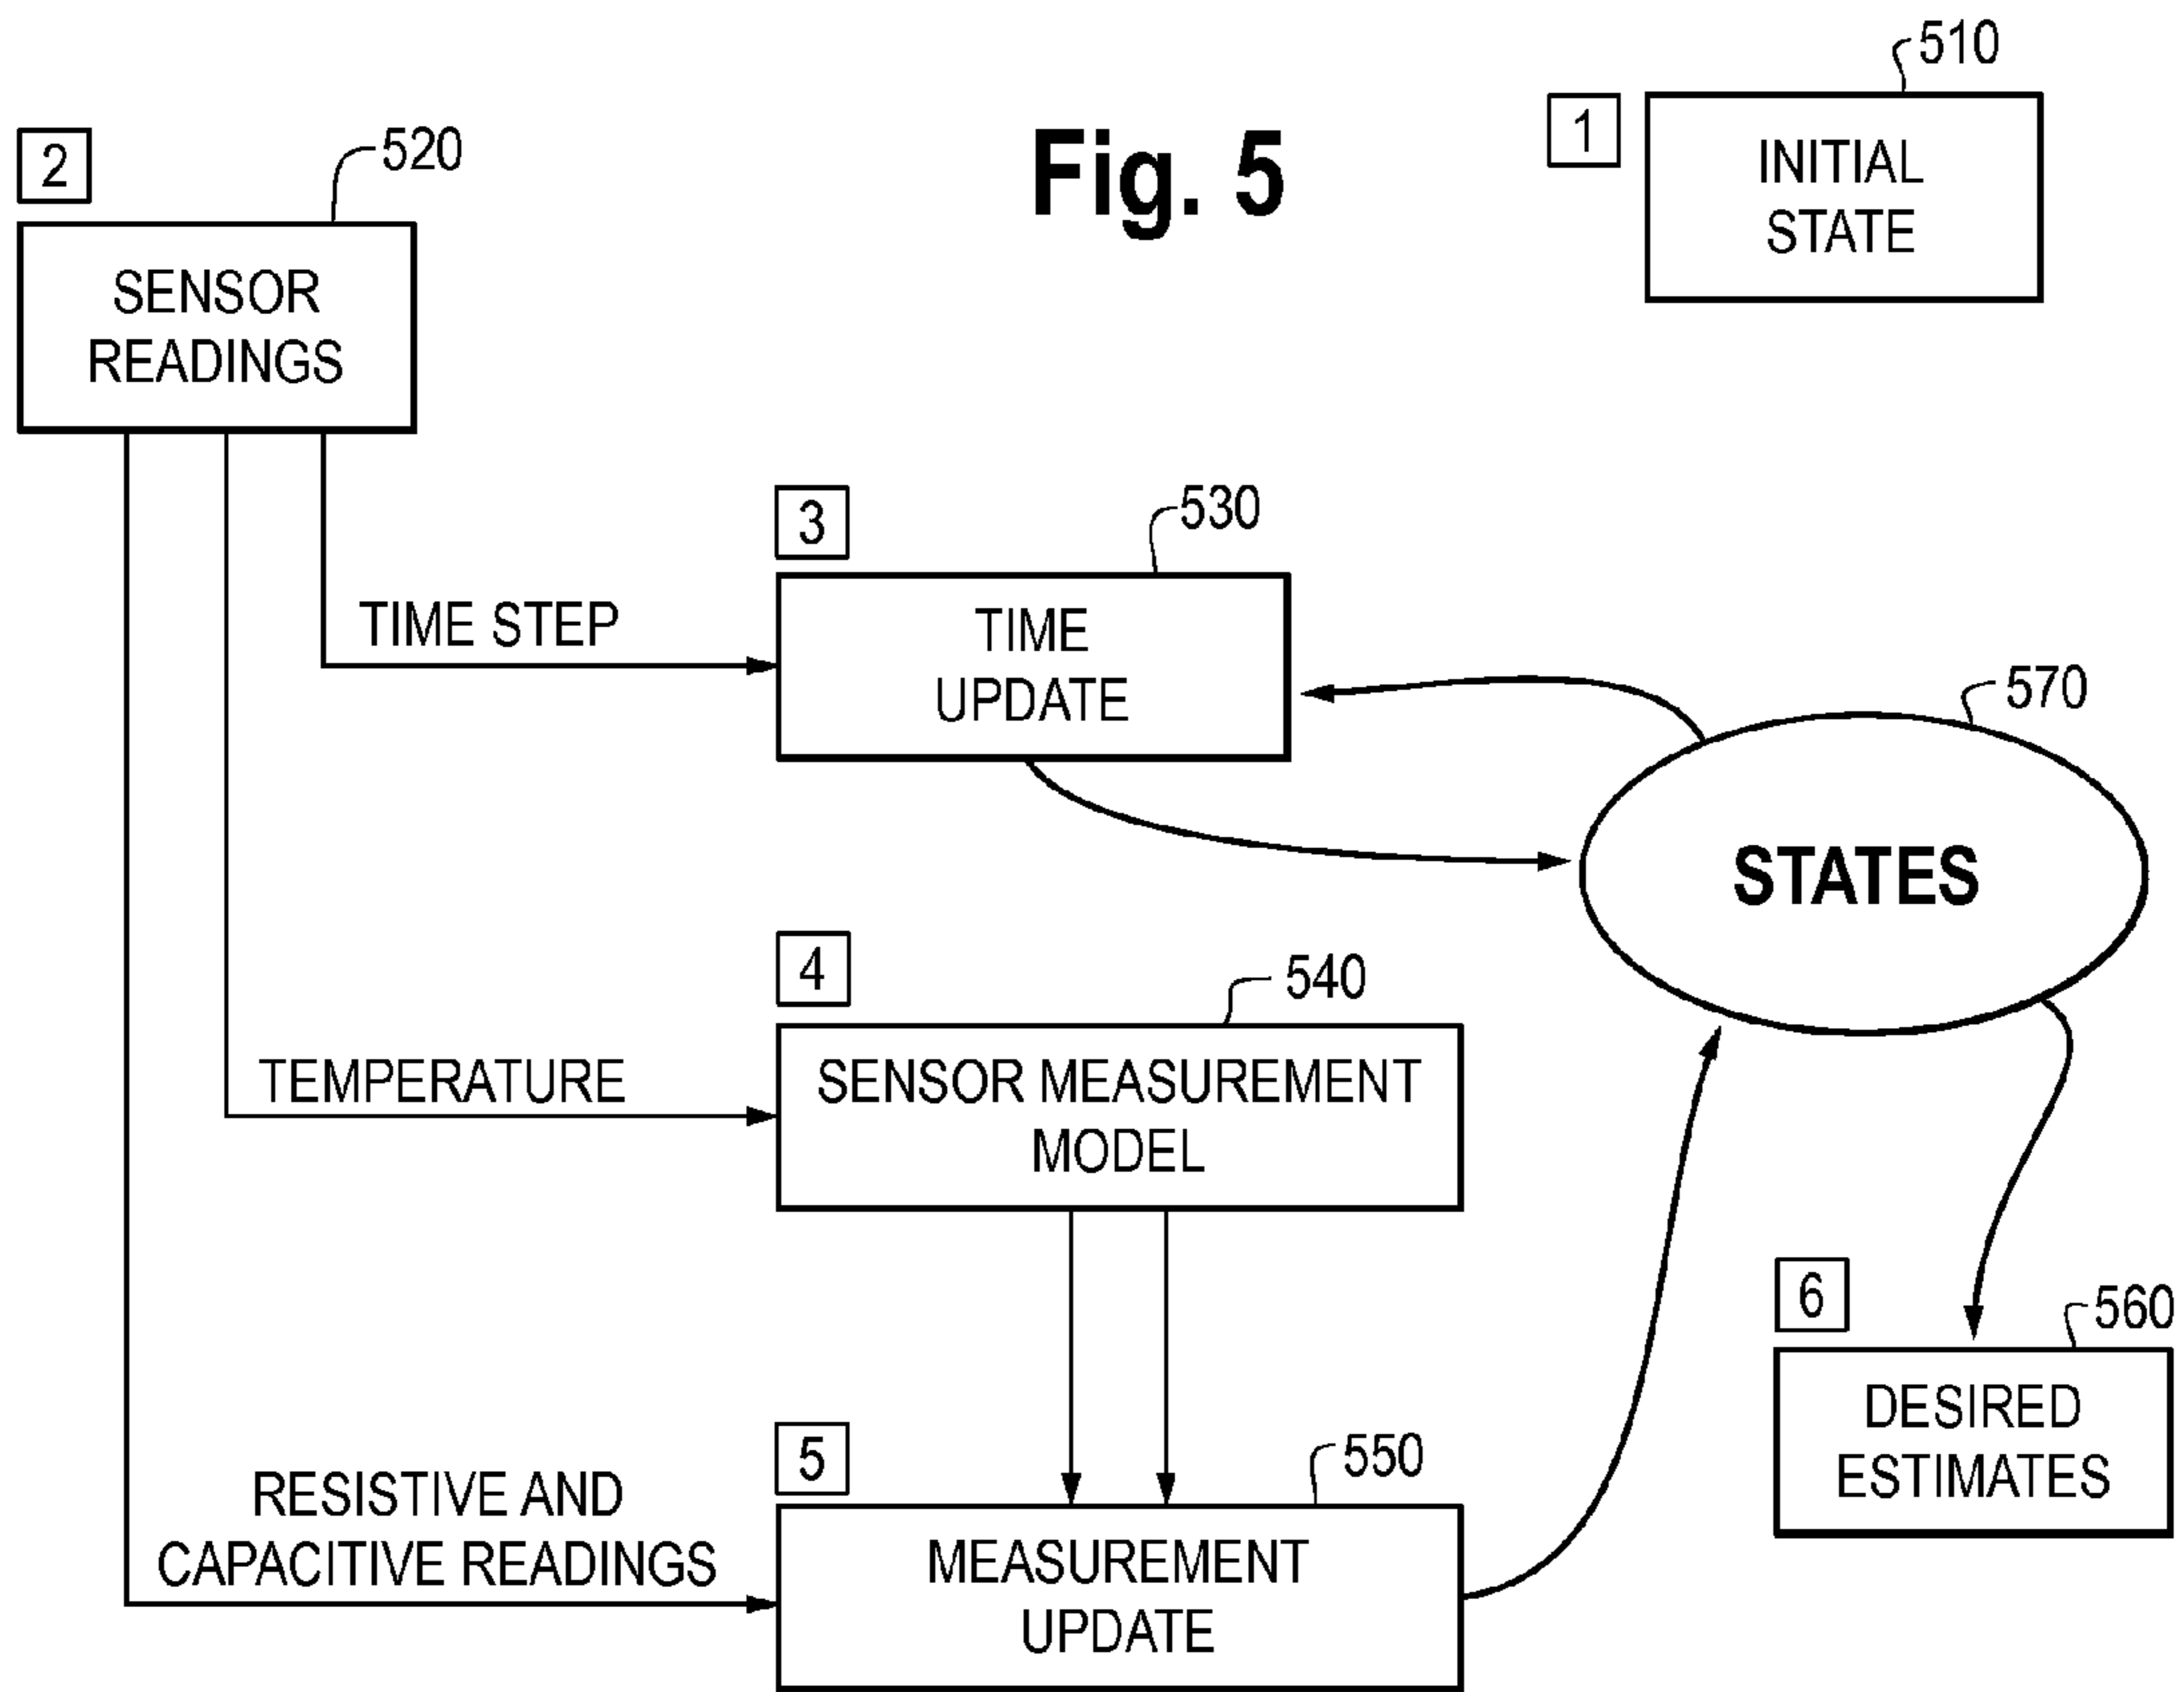 Fig. 5
510
1
INITIAL
STATE
2
520
SENSOR
READINGS
3
530
TIME STEP
TIME
UPDATE
570
STATES
4
540
TEMPERATURE
SENSOR MEASUREMENT
MODEL
6
560
DESIRED
ESTIMATES
5
550
RESISTIVE AND
CAPACITIVE READINGS
MEASUREMENT
UPDATE